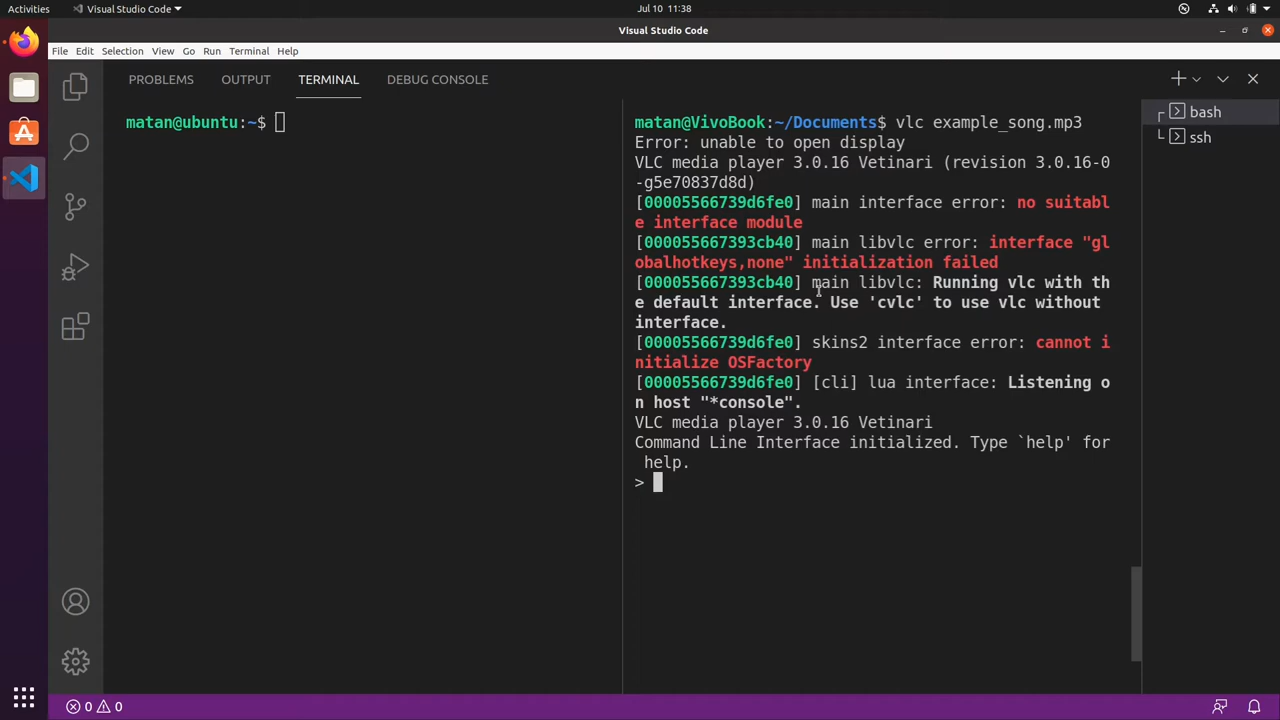 Activities
Visual Studio Code
Jul 10 11:38
Visual Studio Code
File Edit Selection View Go Run Terminal Help
PROBLEMS OUTPUT TERMINAL DEBUG CONSOLE
matan@ubuntu:~$
matan@VivoBook:~/Documents$ vlc example_song.mp3
Error: unable to open display
VLC media player 3.0.16 Vetinari (revision 3.0.16-0
-g5e70837d8d)
[00005566739d6fe0] main interface error: no suitabl
e interface module
[000055667393cb40] main libvlc error: interface "gl
obalhotkeys,none" initialization failed
[000055667393cb40] main libvlc: Running vlc with th
e default interface. Use 'cvlc' to use vlc without
interface.
[00005566739d6fe0] skins2 interface error: cannot i
nitialize OSFactory
[00005566739d6fe0] [cli] lua interface: Listening o
n host "*console".
VLC media player 3.0.16 Vetinari
Command Line Interface initialized. Type `help' for
help.
>
bash
ssh
0 0